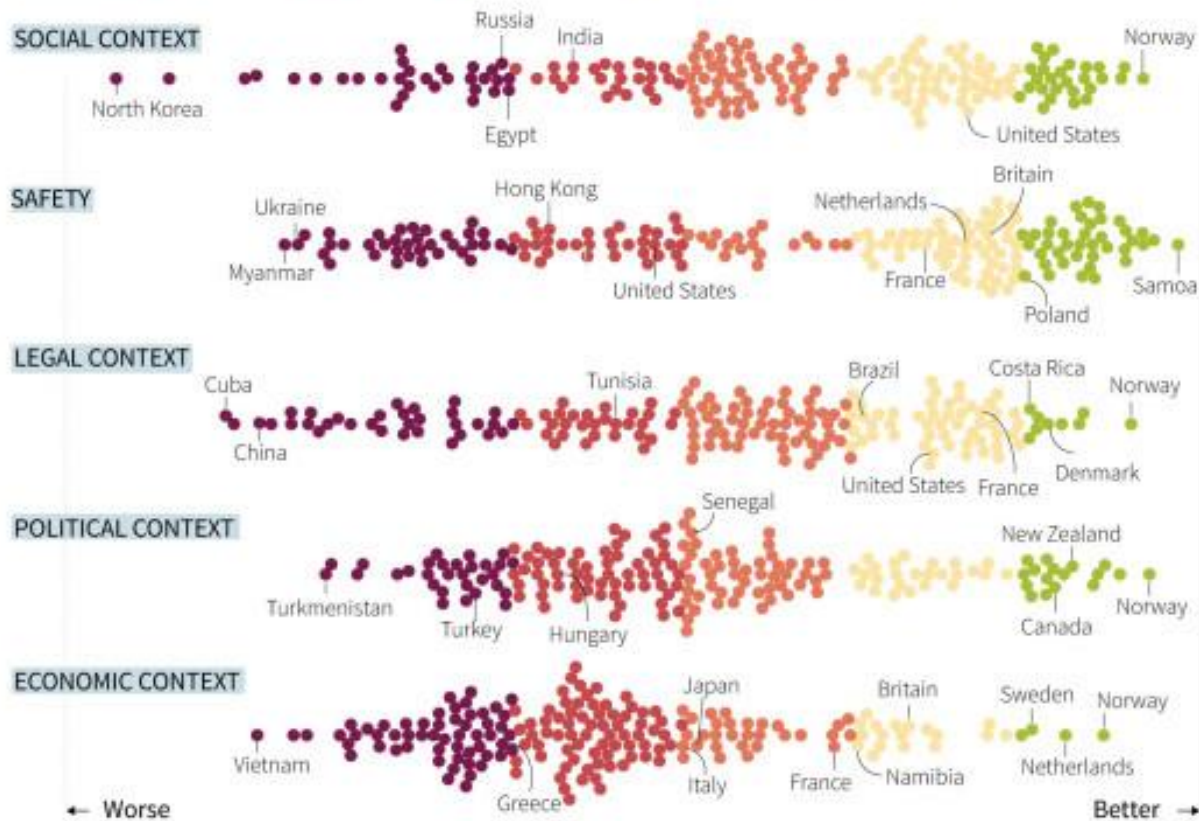 SOCIAL CONTEXT
Russia
India
Norway
North Korea
Egypt
United States
SAFETY
Ukraine
Hong Kong
Netherlands
Britain
Myanmar
United States
France
Poland
Samoa
LEGAL CONTEXT
Cuba
Tunisia
Brazil
Costa Rica
Norway
China
United States
France
Denmark
POLITICAL CONTEXT
Senegal
New Zealand
Turkmenistan
Turkey
Hungary
Canada
Norway
ECONOMIC CONTEXT
Japan
Britain
Sweden
Norway
Vietnam
Greece
Italy
France
Namibia
Netherlands
← Worse
Better →